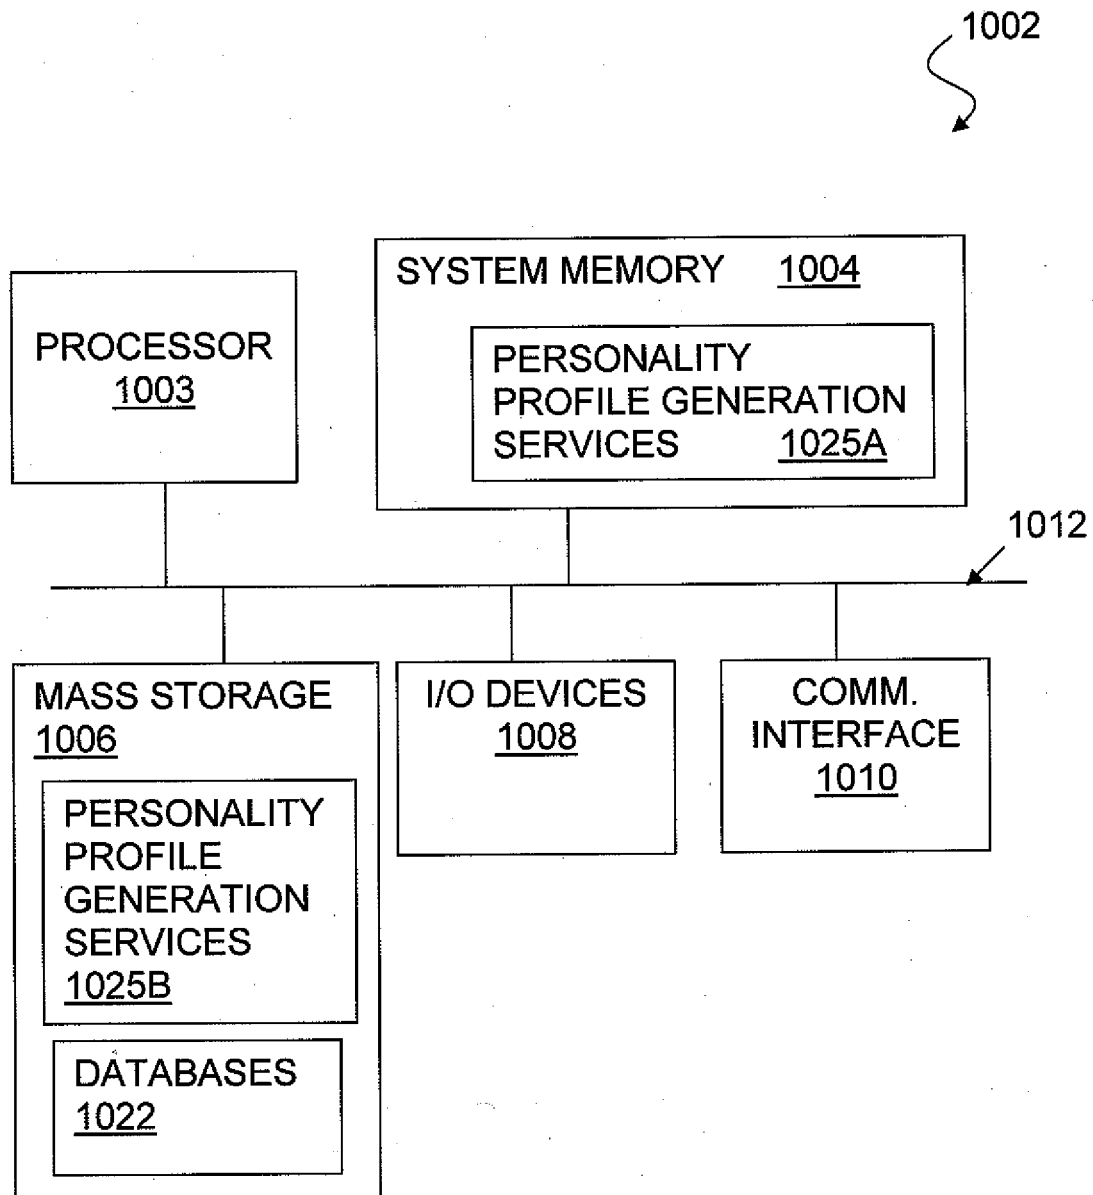 1002
SYSTEM MEMORY 1004
PERSONALITY
PROFILE GENERATION
SERVICES 1025A
PROCESSOR
1003
1012
MASS STORAGE
1006
PERSONALITY
PROFILE
GENERATION
SERVICES
1025B
DATABASES
1022
I/O DEVICES
1008
COMM.
INTERFACE
1010